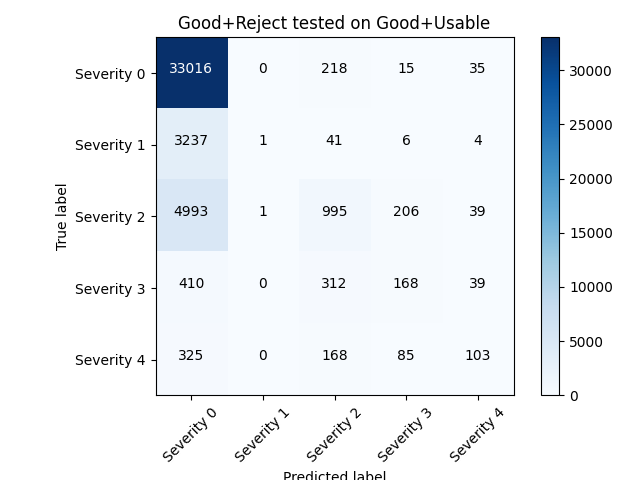 Good+Reject tested on Good+Usable
Severity 0 33016 0 218 15 35
Severity 1 3237 1 41 6 4
Severity 2 4993 1 995 206 39
Severity 3 410 0 312 168 39
Severity 4 325 0 168 85 103
True label
Severity 0 Severity 1 Severity 2 Severity 3 Severity 4
Predicted label
30000
25000
20000
15000
10000
5000
0